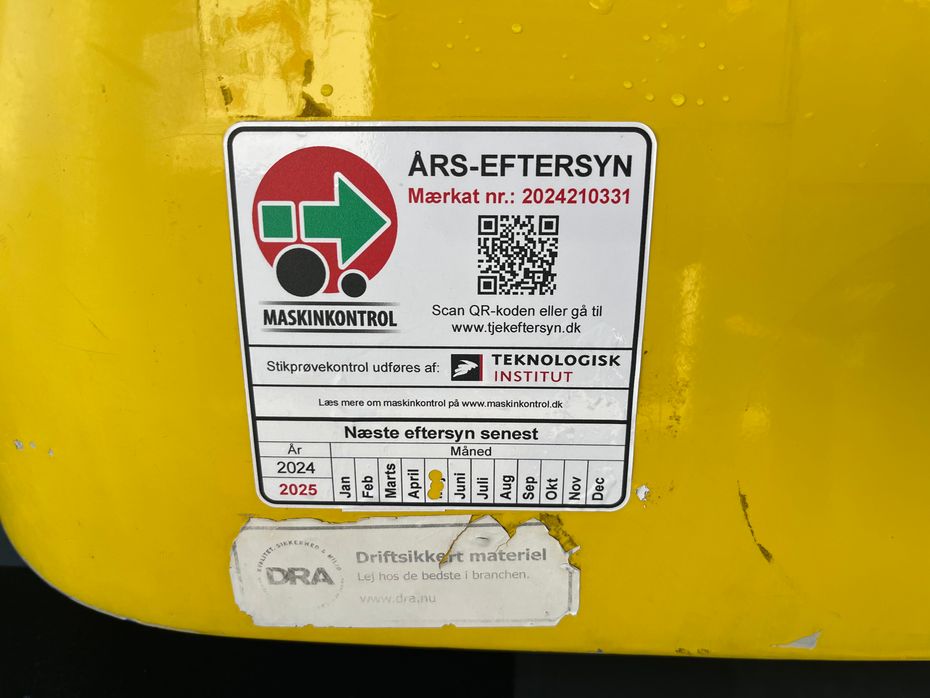 ÅRS-EFTERSYN
Mærkat nr.: 2024210331
MASKINKONTROL
Scan QR-koden eller gå til
www.tjekeftersyn.dk
Stikprøvekontrol udføres af: TEKNOLOGISK
INSTITUT
Læs mere om maskinkontrol på www.maskinkontrol.dk
Næste eftersyn senest
År Måned
2024
2025
Jan Feb Marts April Juni Juli Aug Sep Okt Nov Dec
KVALITET, SIKKERHED & MILJØ
DRA
Driftsikkert materiel
Lej hos de bedste i branchen.
www.dra.nu